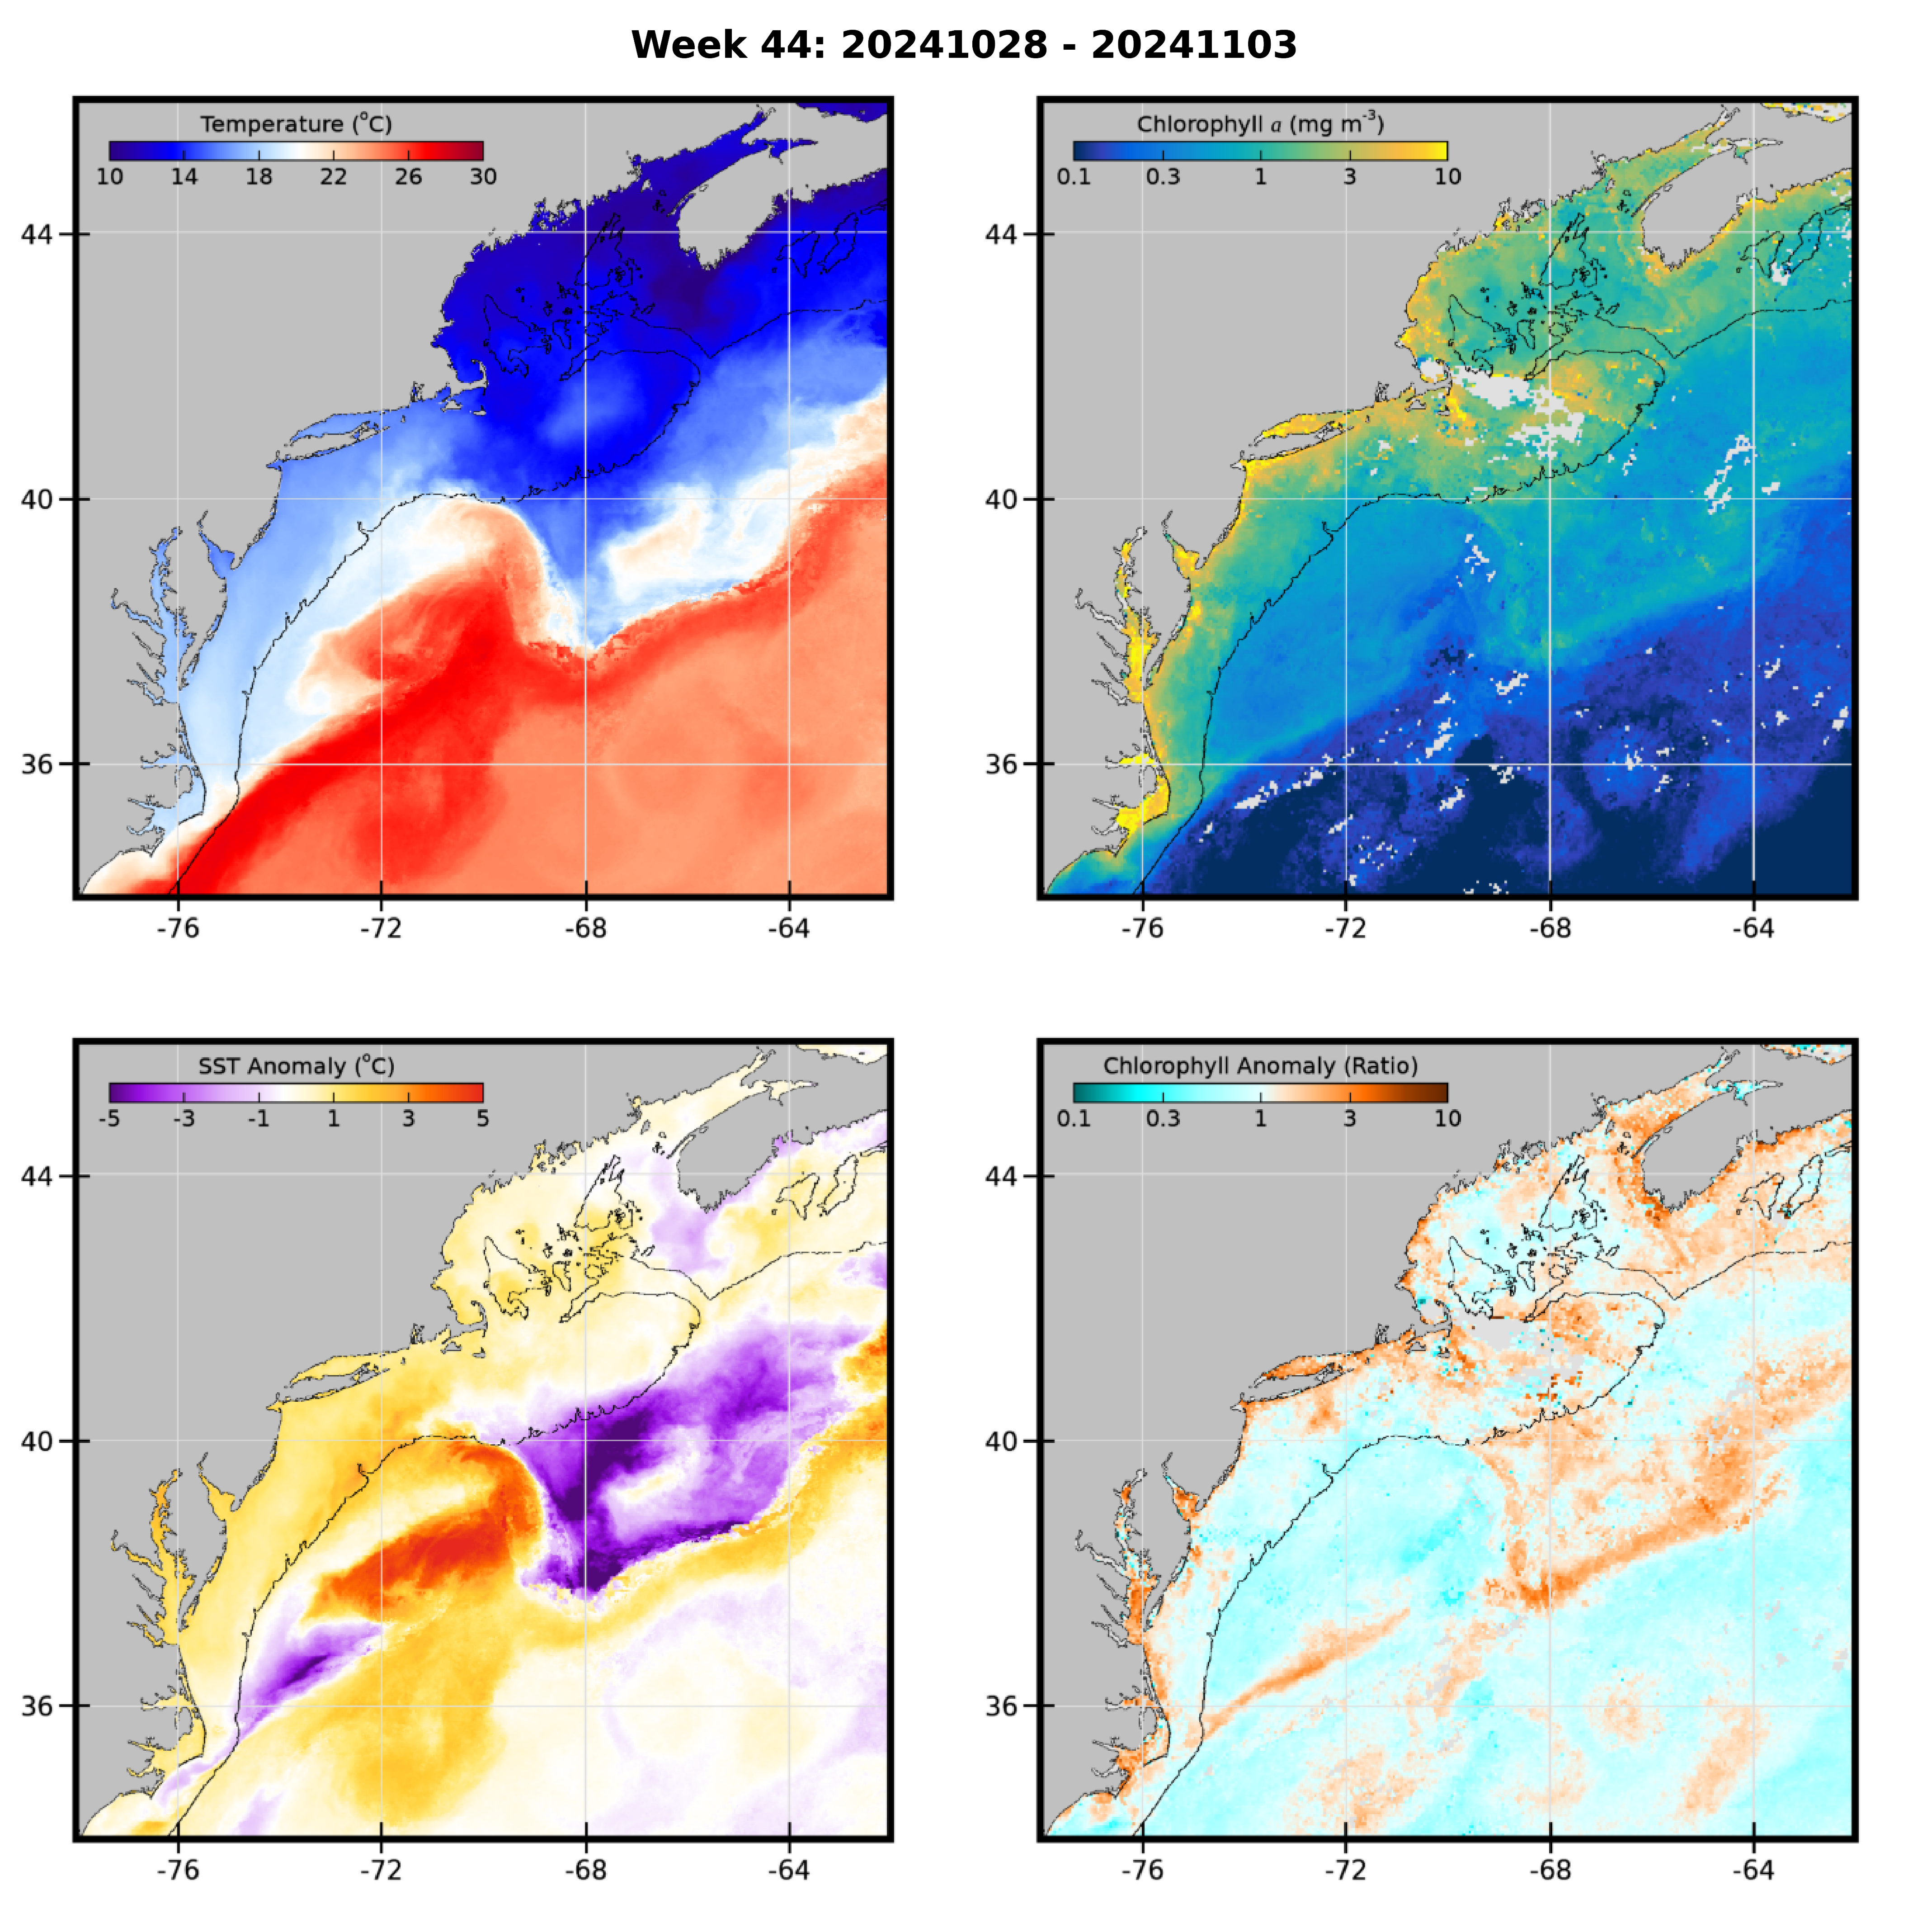 Week 44: 20241028 - 20241103
Temperature (°C)
10 14 18 22 26 30
44
40
36
-76 -72 -68 -64
Chlorophyll a (mg m⁻³)
0.1 0.3 1 3 10
44
40
36
-76 -72 -68 -64
SST Anomaly (°C)
-5 -3 -1 1 3 5
44
40
36
-76 -72 -68 -64
Chlorophyll Anomaly (Ratio)
0.1 0.3 1 3 10
44
40
36
-76 -72 -68 -64